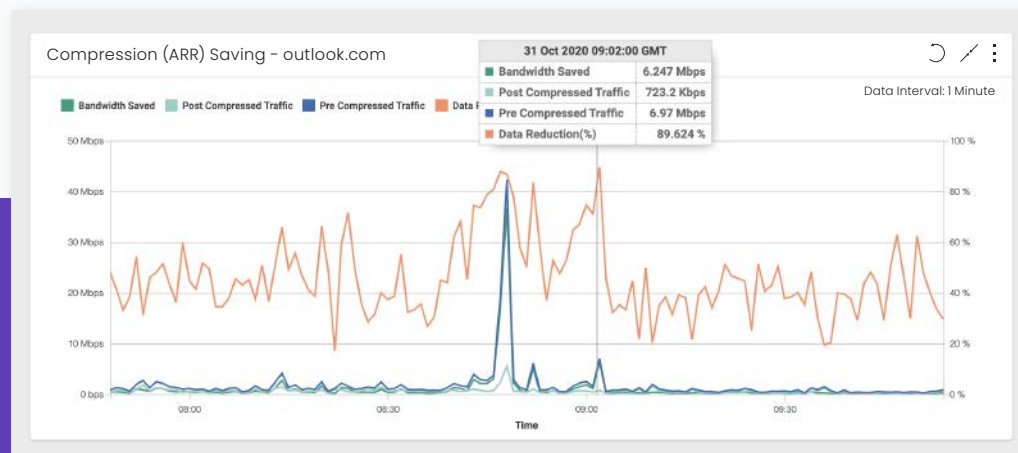 Compression (ARR) Saving - outlook.com
31 Oct 2020 09:02:00 GMT
Bandwidth Saved 6.247 Mbps
Post Compressed Traffic 723.2 Kbps
Pre Compressed Traffic 6.97 Mbps
Data Reduction(%) 89.624 %
Data Interval: 1 Minute
Bandwidth Saved Post Compressed Traffic Pre Compressed Traffic Data
50 Mbps 100 %
40 Mbps 80 %
30 Mbps 60 %
20 Mbps 40 %
10 Mbps 20 %
0 bps 0 %
08:00 08:30 09:00 09:30
Time